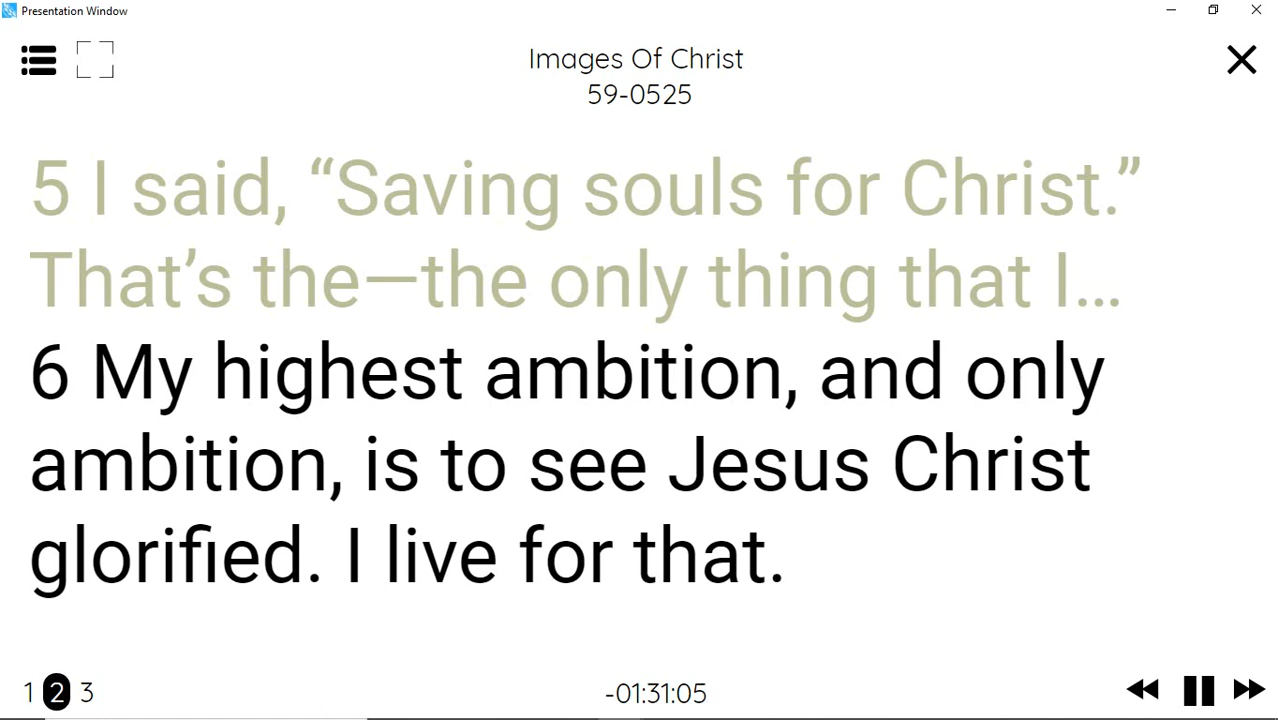 Presentation Window
Images Of Christ
59-0525
5 I said, “Saving souls for Christ.”
That’s the—the only thing that I...
6 My highest ambition, and only
ambition, is to see Jesus Christ
glorified. I live for that.
1 2 3
-01:31:05